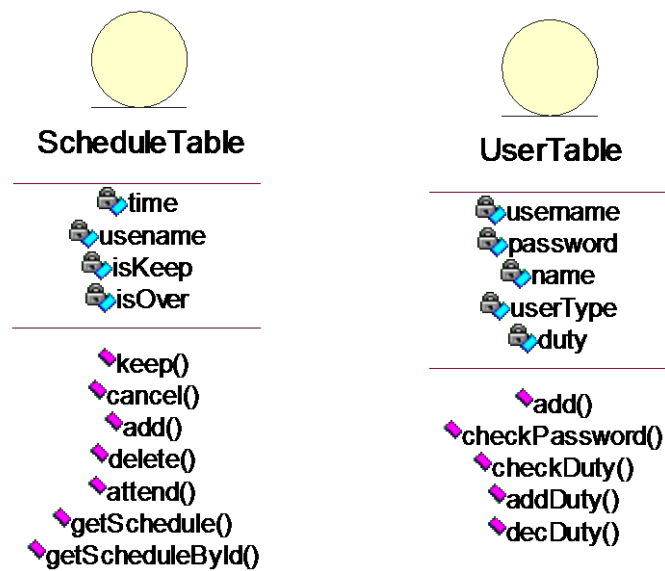 ScheduleTable
time
usename
isKeep
isOver
keep()
cancel()
add()
delete()
attend()
getSchedule()
getScheduleById()
UserTable
username
password
name
userType
duty
add()
checkPassword()
checkDuty()
addDuty()
decDuty()